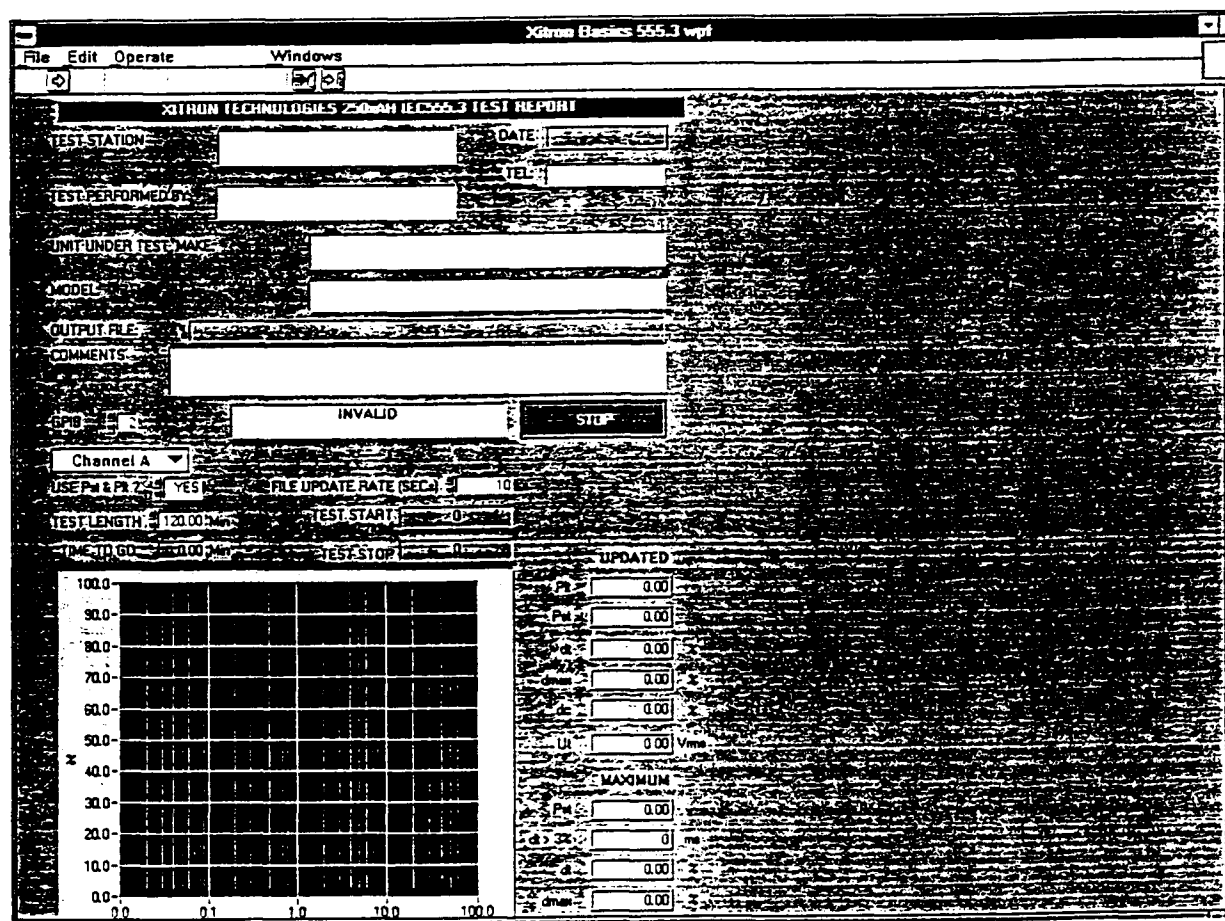 Xitron Basics 555.3 wpf
File Edit Operate Windows
XITRON TECHNOLOGIES 250xAH IEC555.3 TEST REPORT
TEST STATION DATE:
TEL:
TEST PERFORMED BY:
UNIT UNDER TEST, MAKE
MODEL
OUTPUT FILE
COMMENTS
GPIB INVALID STOP
Channel A
USE Pst & Plt ? YES FILE UPDATE RATE (SECs) 10
TEST LENGTH 120.00 Min TEST START 0
TIME TO GO 0.00 Min TEST STOP 0 UPDATED
Plt 0.00
Pst 0.00
dt 0.00 %
dmax 0.00 %
dc 0.00 %
Ut 0.00 Vrms
MAXIMUM
Pst 0.00
dt > 3% 0 ms
dt 0.00 %
dmax 0.00 %
100.0
90.0
80.0
70.0
60.0
50.0
%
40.0
30.0
20.0
10.0
0.0
0.0 0.1 1.0 10.0 100.0